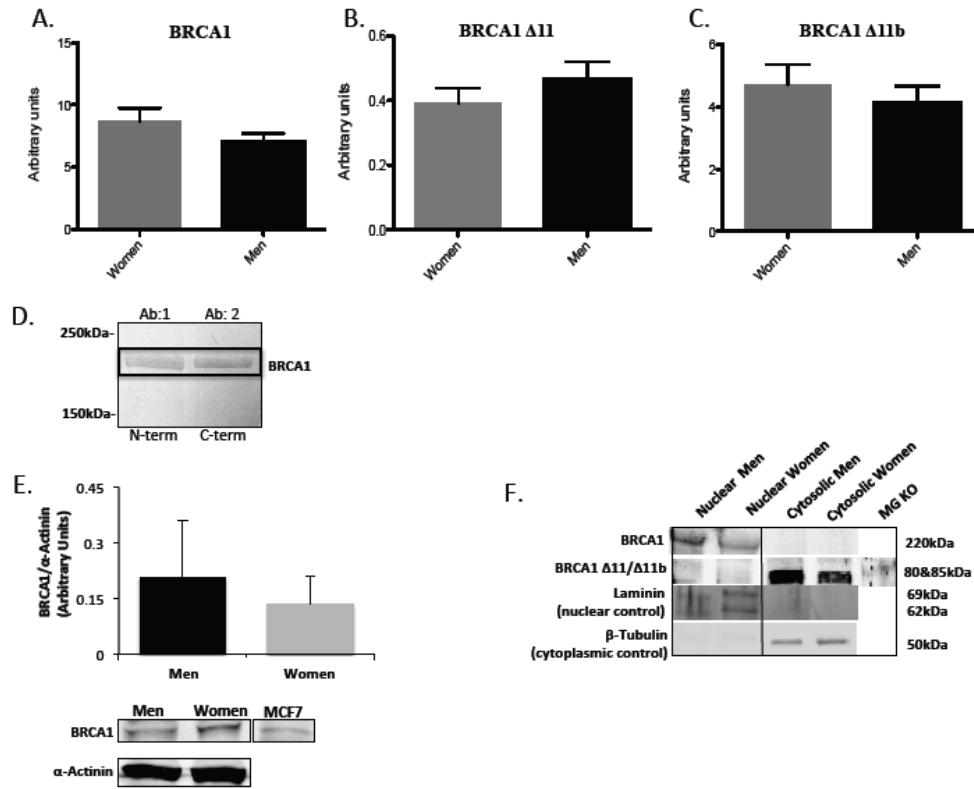 A.
BRCA1
Arbitrary units
15
10
5
0
Women
Men
B.
BRCA1 Δ11
Arbitrary units
0.6
0.4
0.2
0.0
Women
Men
C.
BRCA1 Δ11b
Arbitrary units
6
4
2
0
Women
Men
D.
Ab:1 Ab: 2
250kDa-
BRCA1
150kDa-
N-term C-term
E.
BRCA1/α-Actinin
(Arbitrary Units)
0.45
0.3
0.15
0
Men Women
Men Women MCF7
BRCA1
α-Actinin
F.
Nuclear Men
Nuclear Women
Cytosolic Men
Cytosolic Women
MG KO
BRCA1 220kDa
BRCA1 Δ11/Δ11b 80&85kDa
Laminin 69kDa
(nuclear control) 62kDa
β-Tubulin
(cytoplasmic control) 50kDa